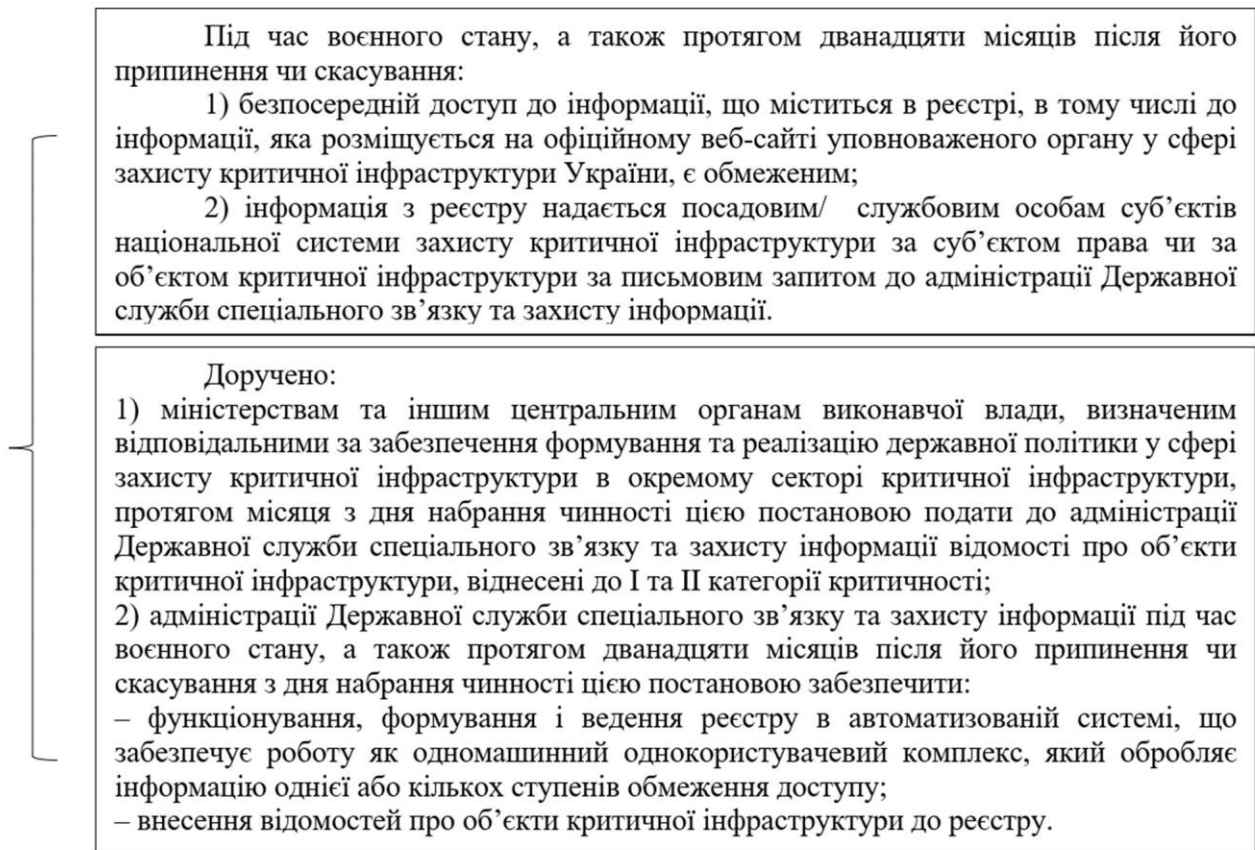 Під час воєнного стану, а також протягом дванадцяти місяців після його
припинення чи скасування:
1) безпосередній доступ до інформації, що міститься в реєстрі, в тому числі до
інформації, яка розміщується на офіційному веб-сайті уповноваженого органу у сфері
захисту критичної інфраструктури України, є обмеженим;
2) інформація з реєстру надається посадовим/ службовим особам суб’єктів
національної системи захисту критичної інфраструктури за суб’єктом права чи за
об’єктом критичної інфраструктури за письмовим запитом до адміністрації Державної
служби спеціального зв’язку та захисту інформації.
Доручено:
1) міністерствам та іншим центральним органам виконавчої влади, визначеним
відповідальними за забезпечення формування та реалізацію державної політики у сфері
захисту критичної інфраструктури в окремому секторі критичної інфраструктури,
протягом місяця з дня набрання чинності цією постановою подати до адміністрації
Державної служби спеціального зв’язку та захисту інформації відомості про об’єкти
критичної інфраструктури, віднесені до І та ІІ категорії критичності;
2) адміністрації Державної служби спеціального зв’язку та захисту інформації під час
воєнного стану, а також протягом дванадцяти місяців після його припинення чи
скасування з дня набрання чинності цією постановою забезпечити:
– функціонування, формування і ведення реєстру в автоматизованій системі, що
забезпечує роботу як одномашинний однокористувачевий комплекс, який обробляє
інформацію однієї або кількох ступенів обмеження доступу;
– внесення відомостей про об’єкти критичної інфраструктури до реєстру.